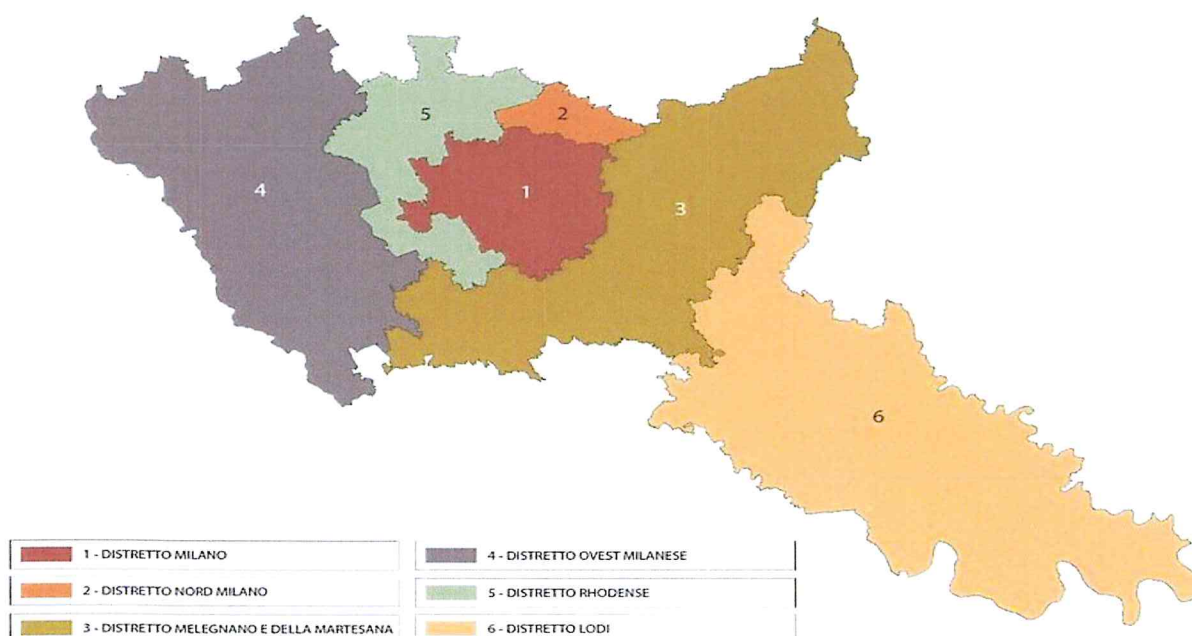 5
2
4
1
3
6
1 - DISTRETTO MILANO
2 - DISTRETTO NORD MILANO
3 - DISTRETTO MELEGNANO E DELLA MARTESANA
4 - DISTRETTO OVEST MILANESE
5 - DISTRETTO RHODENSE
6 - DISTRETTO LODI